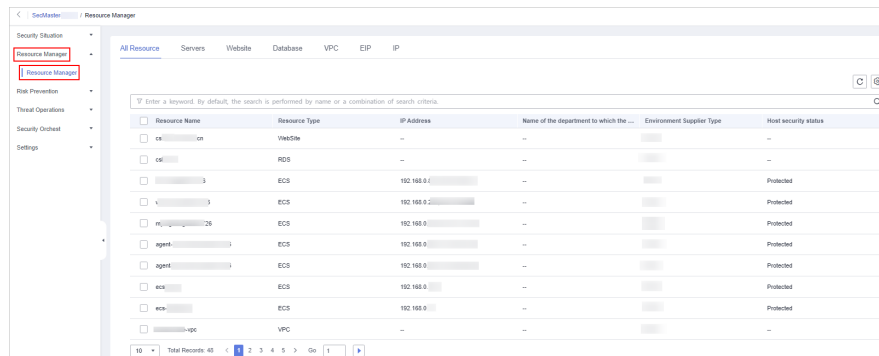 SecMaster / Resource Manager
Security Situation
Resource Manager
Resource Manager
Risk Prevention
Threat Operations
Security Orchest
Settings
All Resource Servers Website Database VPC EIP IP
Enter a keyword. By default, the search is performed by name or a combination of search criteria.
Resource Name Resource Type IP Address Name of the department to which the ... Environment Supplier Type Host security status
cs cn WebSite -- -- --
csl RDS -- -- --
ECS 192.168.0. -- Protected
ECS 192.168.0.2 -- Protected
m 26 ECS 192.168.0 -- Protected
agent- ECS 192.168.0 -- Protected
agent ECS 192.168.0 -- Protected
ecs ECS 192.168.0. -- Protected
ecs- ECS 192.168.0 -- Protected
-vpc VPC -- -- --
10 Total Records: 46 < 1 2 3 4 5 > Go 1